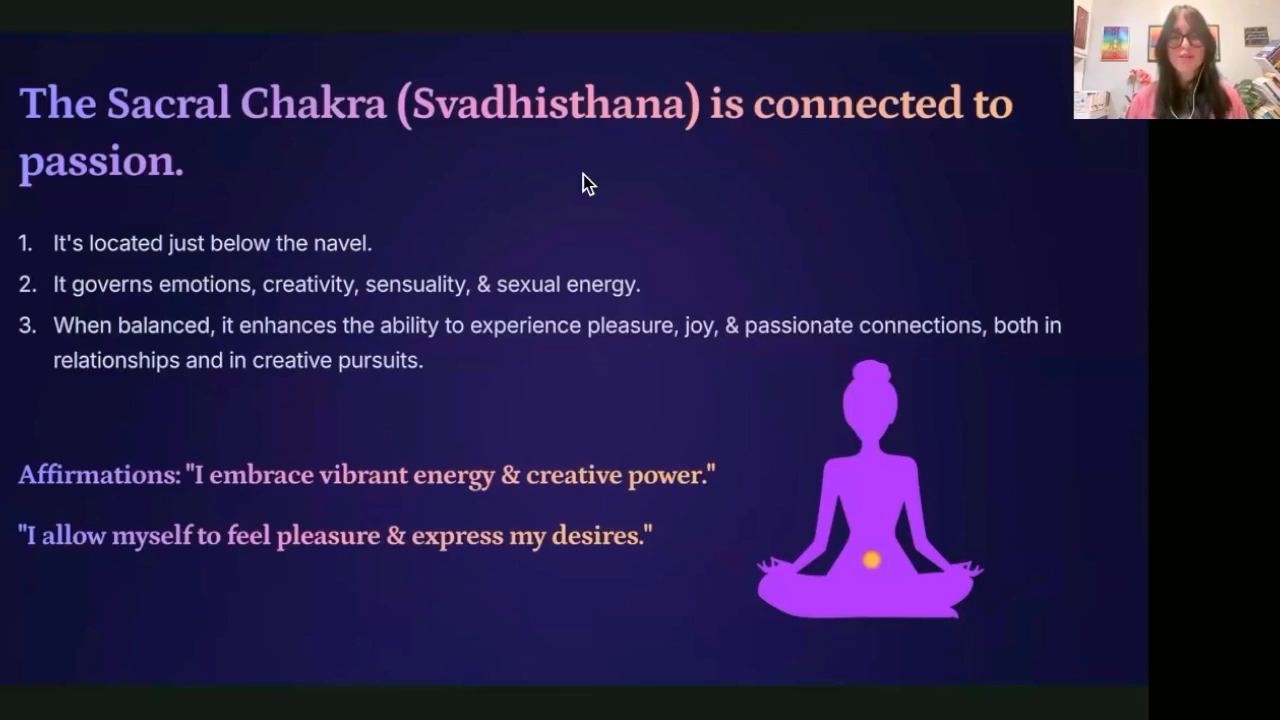 The Sacral Chakra (Svadhisthana) is connected to
passion.
1. It's located just below the navel.
2. It governs emotions, creativity, sensuality, & sexual energy.
3. When balanced, it enhances the ability to experience pleasure, joy, & passionate connections, both in
relationships and in creative pursuits.
Affirmations: "I embrace vibrant energy & creative power."
"I allow myself to feel pleasure & express my desires."